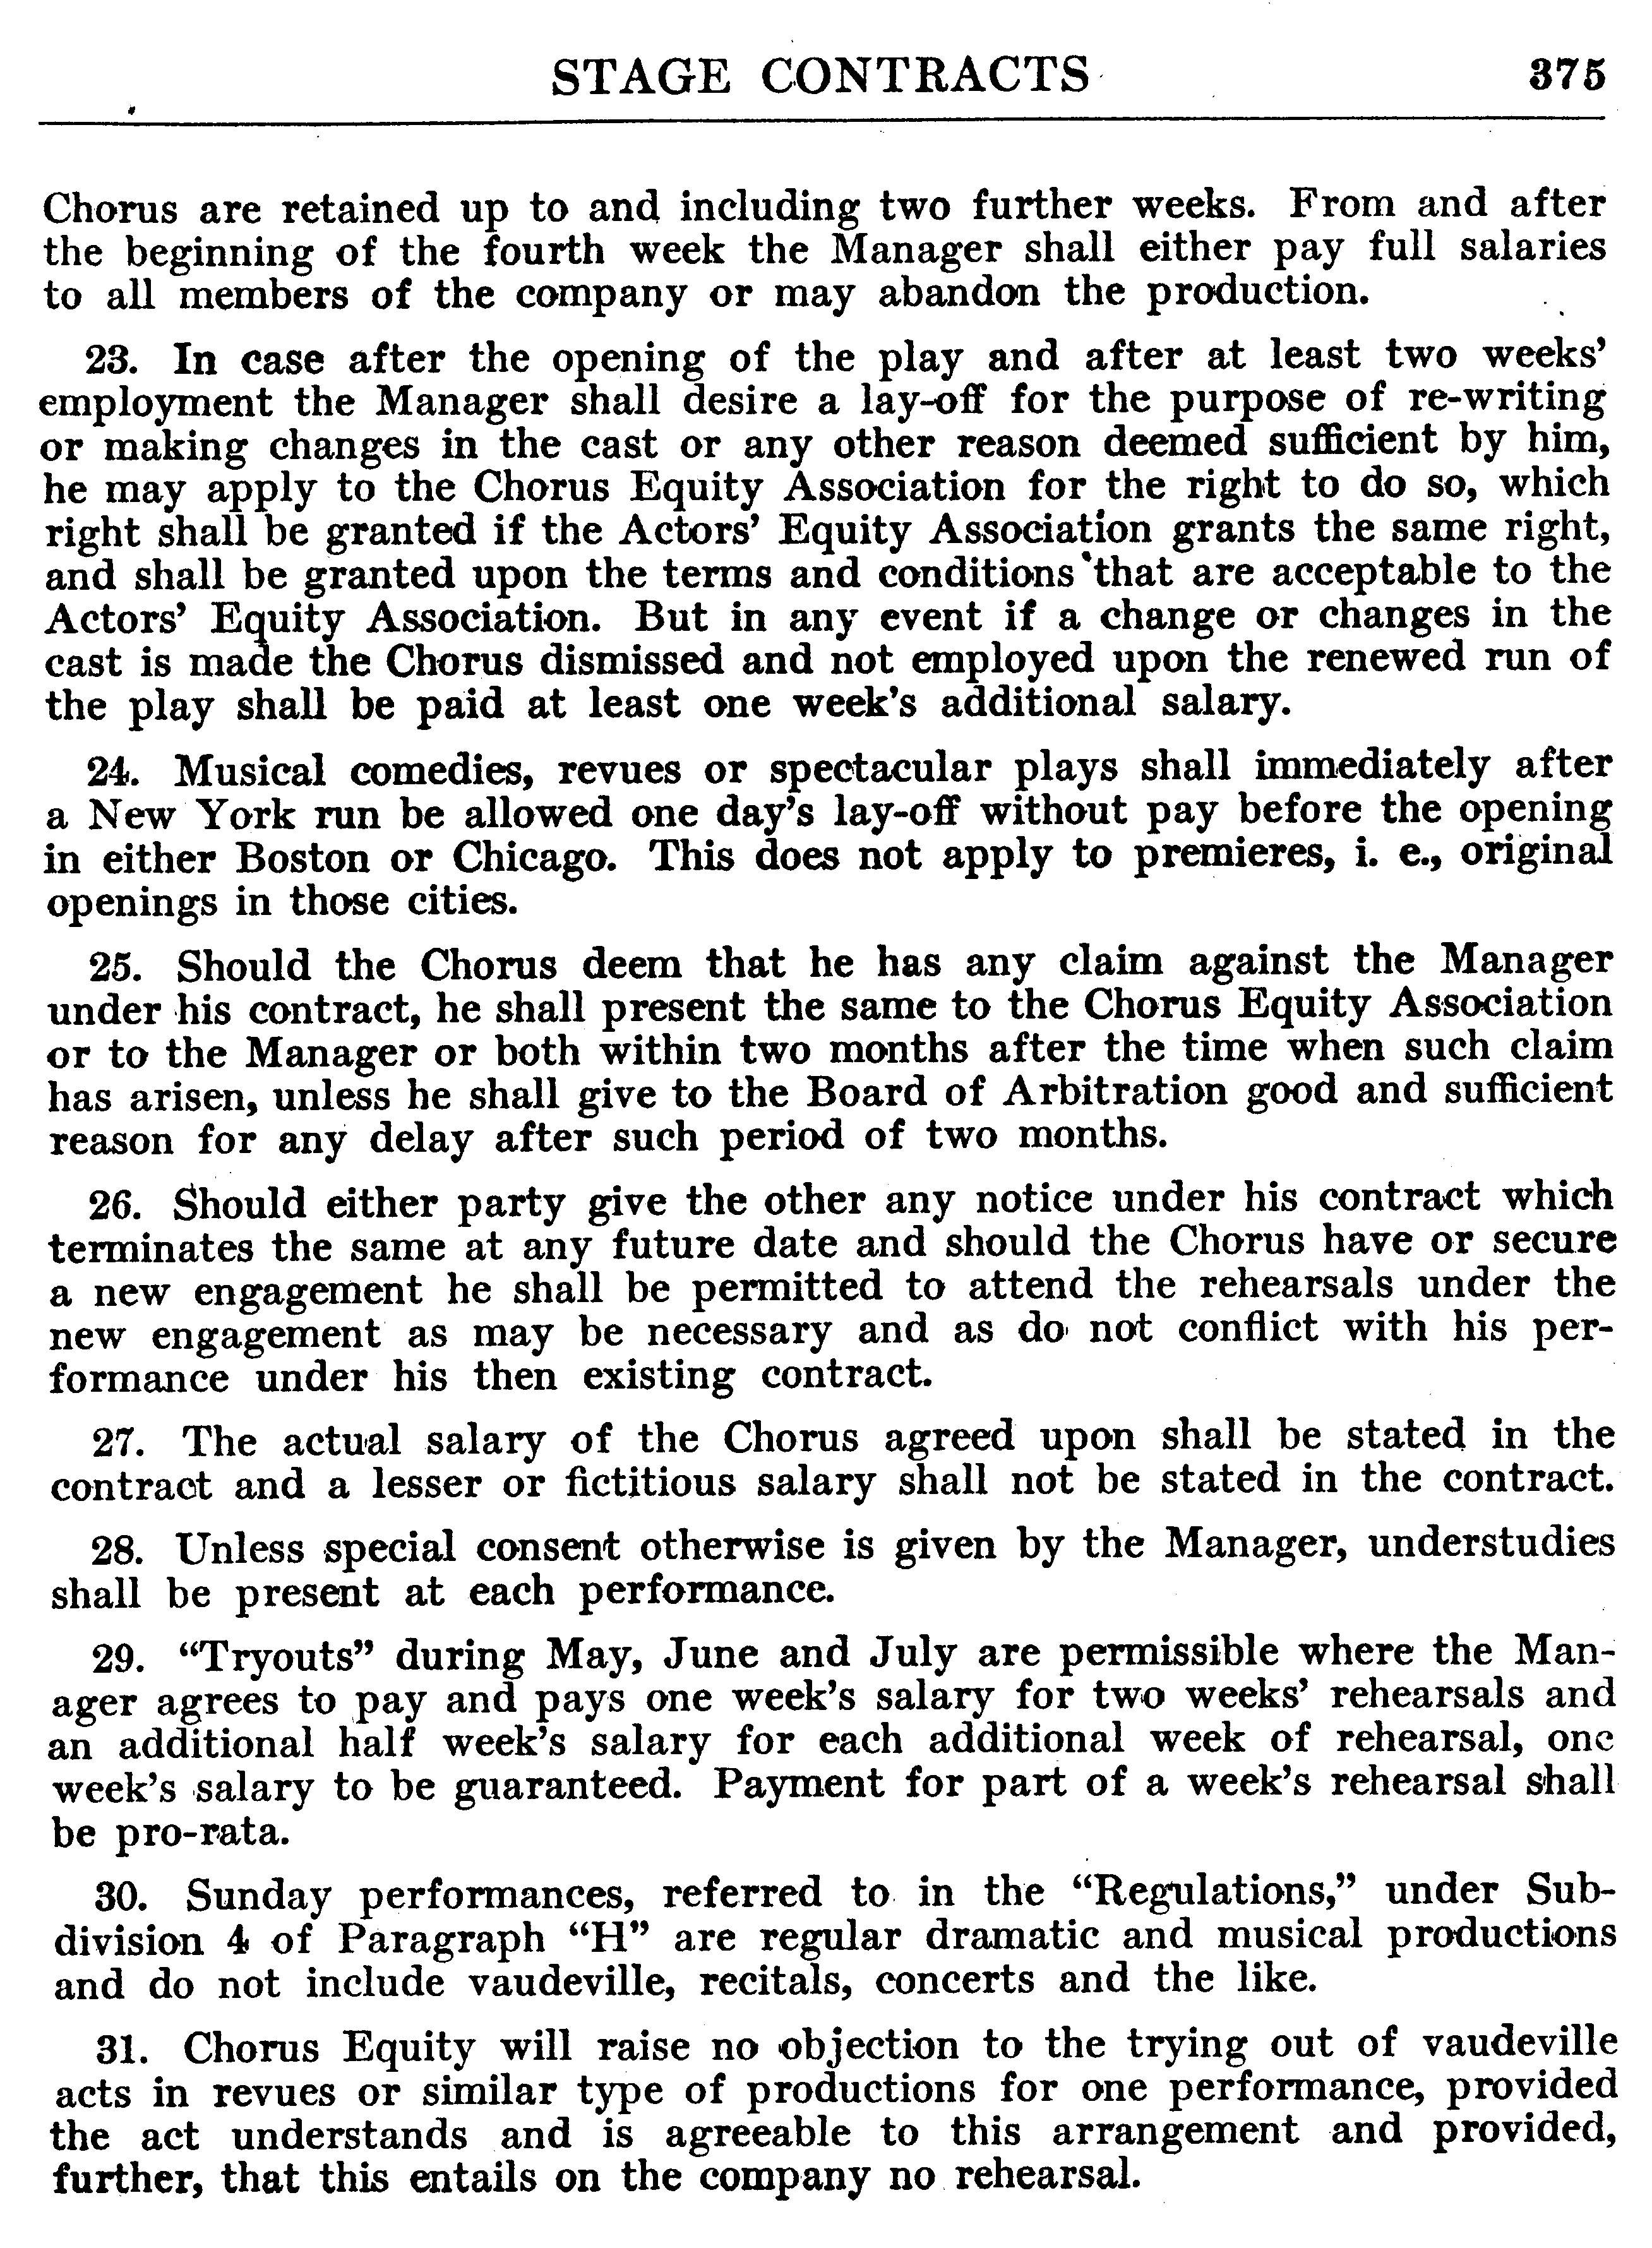 STAGE CONTRACTS 375
Chorus are retained up to and including two further weeks. From and after
the beginning of the fourth week the Manager shall either pay full salaries
to all members of the company or may abandon the production.
23. In case after the opening of the play and after at least two weeks'
employment the Manager shall desire a lay-off for the purpose of re-writing
or making changes in the cast or any other reason deemed sufficient by him,
he may apply to the Chorus Equity Association for the right to do so, which
right shall be granted if the Actors' Equity Association grants the same right,
and shall be granted upon the terms and conditions that are acceptable to the
Actors' Equity Association. But in any event if a change or changes in the
cast is made the Chorus dismissed and not employed upon the renewed run of
the play shall be paid at least one week's additional salary.
24. Musical comedies, revues or spectacular plays shall immediately after
a New York run be allowed one day's lay-off without pay before the opening
in either Boston or Chicago. This does not apply to premieres, i. e., original
openings in those cities.
25. Should the Chorus deem that he has any claim against the Manager
under his contract, he shall present the same to the Chorus Equity Association
or to the Manager or both within two months after the time when such claim
has arisen, unless he shall give to the Board of Arbitration good and sufficient
reason for any delay after such period of two months.
26. Should either party give the other any notice under his contract which
terminates the same at any future date and should the Chorus have or secure
a new engagement he shall be permitted to attend the rehearsals under the
new engagement as may be necessary and as do not conflict with his per-
formance under his then existing contract.
27. The actual salary of the Chorus agreed upon shall be stated in the
contract and a lesser or fictitious salary shall not be stated in the contract.
28. Unless special consent otherwise is given by the Manager, understudies
shall be present at each performance.
29. "Tryouts" during May, June and July are permissible where the Man-
ager agrees to pay and pays one week's salary for two weeks' rehearsals and
an additional half week's salary for each additional week of rehearsal, one
week's salary to be guaranteed. Payment for part of a week's rehearsal shall
be pro-rata.
30. Sunday performances, referred to in the "Regulations," under Sub-
division 4 of Paragraph "H" are regular dramatic and musical productions
and do not include vaudeville, recitals, concerts and the like.
31. Chorus Equity will raise no objection to the trying out of vaudeville
acts in revues or similar type of productions for one performance, provided
the act understands and is agreeable to this arrangement and provided,
further, that this entails on the company no rehearsal.